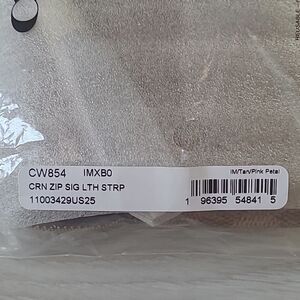 CW854 IMXB0 IM/Tan/Pink Petal
CRN ZIP SIG LTH STRP
11003429US25
1 96395 54841 5